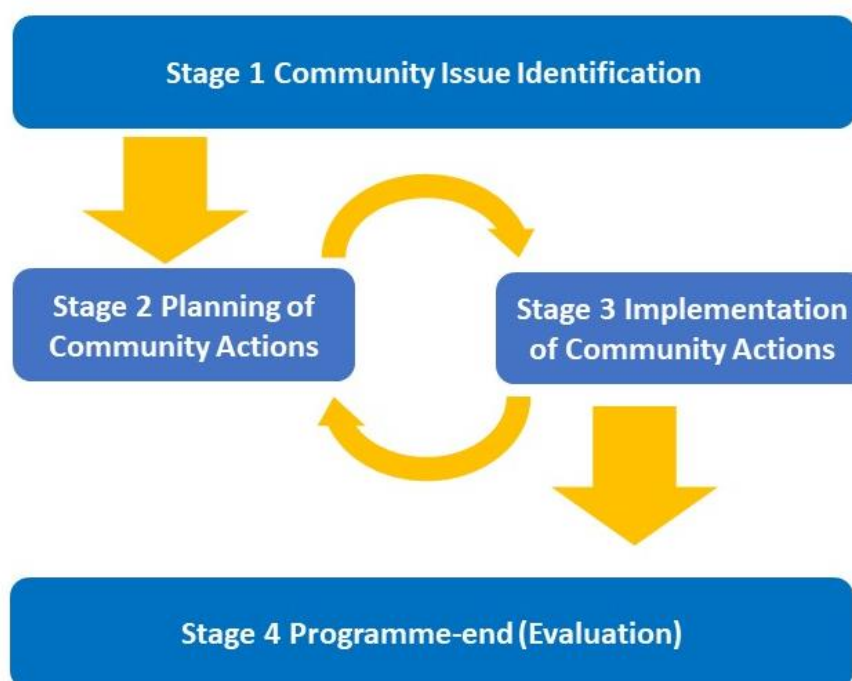 Stage 1 Community Issue Identification
Stage 2 Planning of
Community Actions
Stage 3 Implementation
of Community Actions
Stage 4 Programme-end (Evaluation)